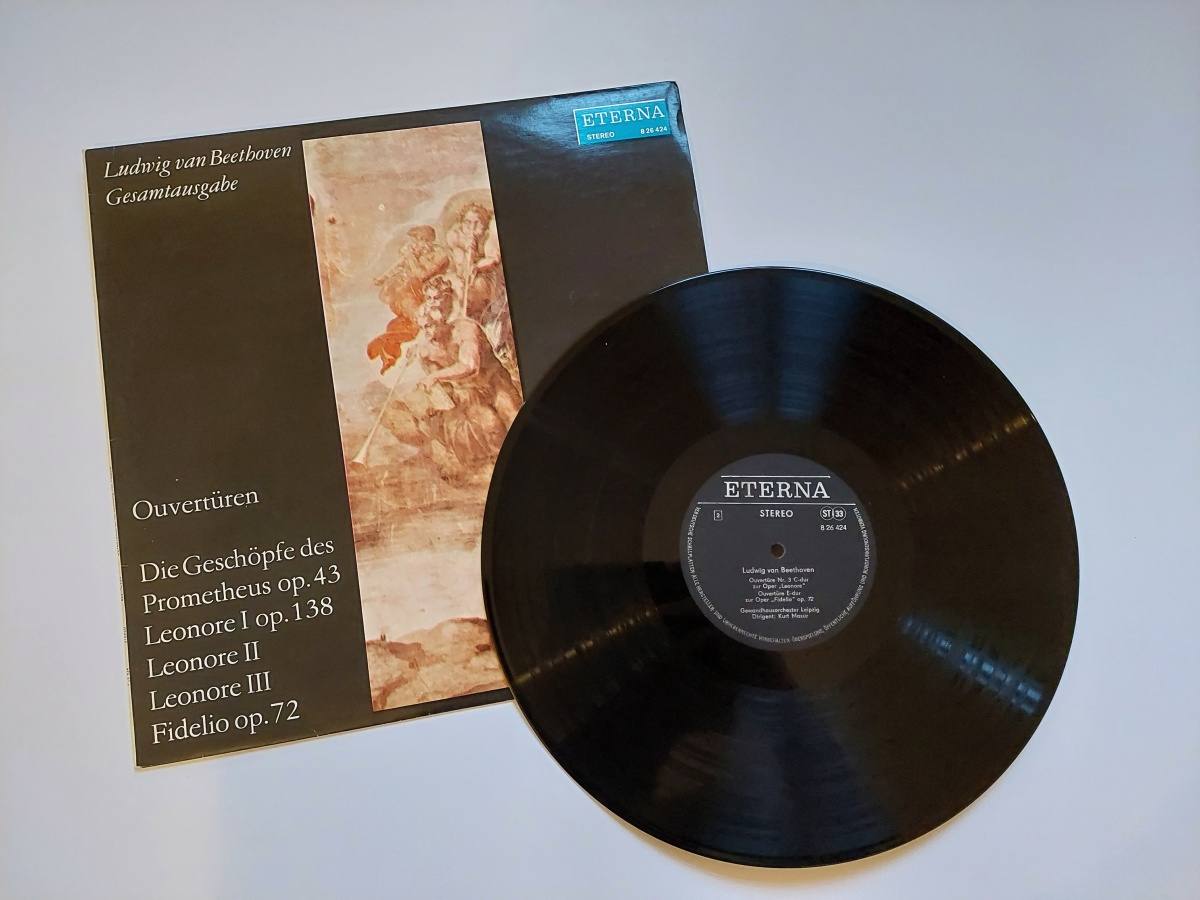 Ludwig van Beethoven
Gesamtausgabe
ETERNA
STEREO 8 26 424
Ouvertüren
Die Geschöpfe des
Prometheus op. 43
Leonore I op. 138
Leonore II
Leonore III
Fidelio op. 72
ETERNA
STEREO
ST 33
8 26 424
Ludwig van Beethoven
Ouvertüre Nr. 3 C-dur
zur Oper „Leonore"
Ouvertüre E-dur
zur Oper „Fidelio" op. 72
Gewandhausorchester Leipzig
Dirigent: Kurt Masur